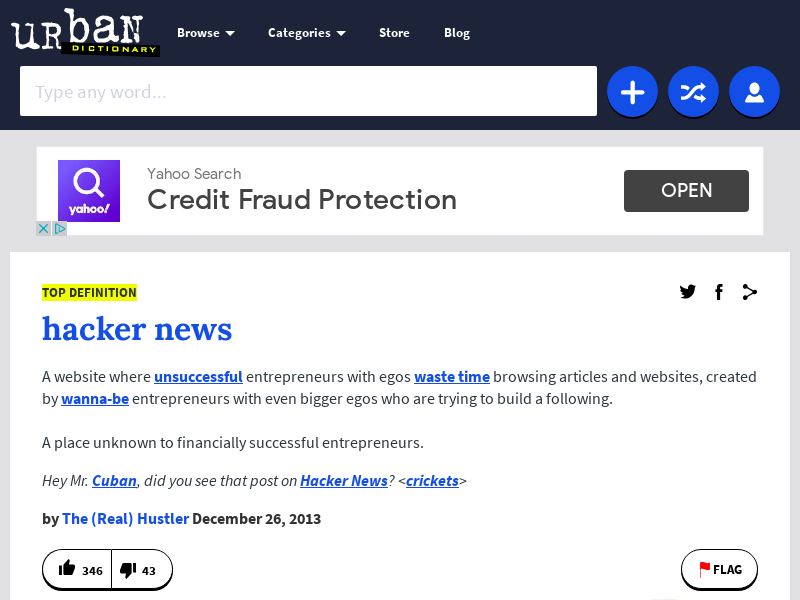 urban
DICTIONARY
Browse Categories Store Blog
Type any word...
Yahoo Search
Credit Fraud Protection
OPEN
yahoo!
TOP DEFINITION
hacker news
A website where unsuccessful entrepreneurs with egos waste time browsing articles and websites, created
by wanna-be entrepreneurs with even bigger egos who are trying to build a following.
A place unknown to financially successful entrepreneurs.
Hey Mr. Cuban, did you see that post on Hacker News? <crickets>
by The (Real) Hustler December 26, 2013
346 43 FLAG